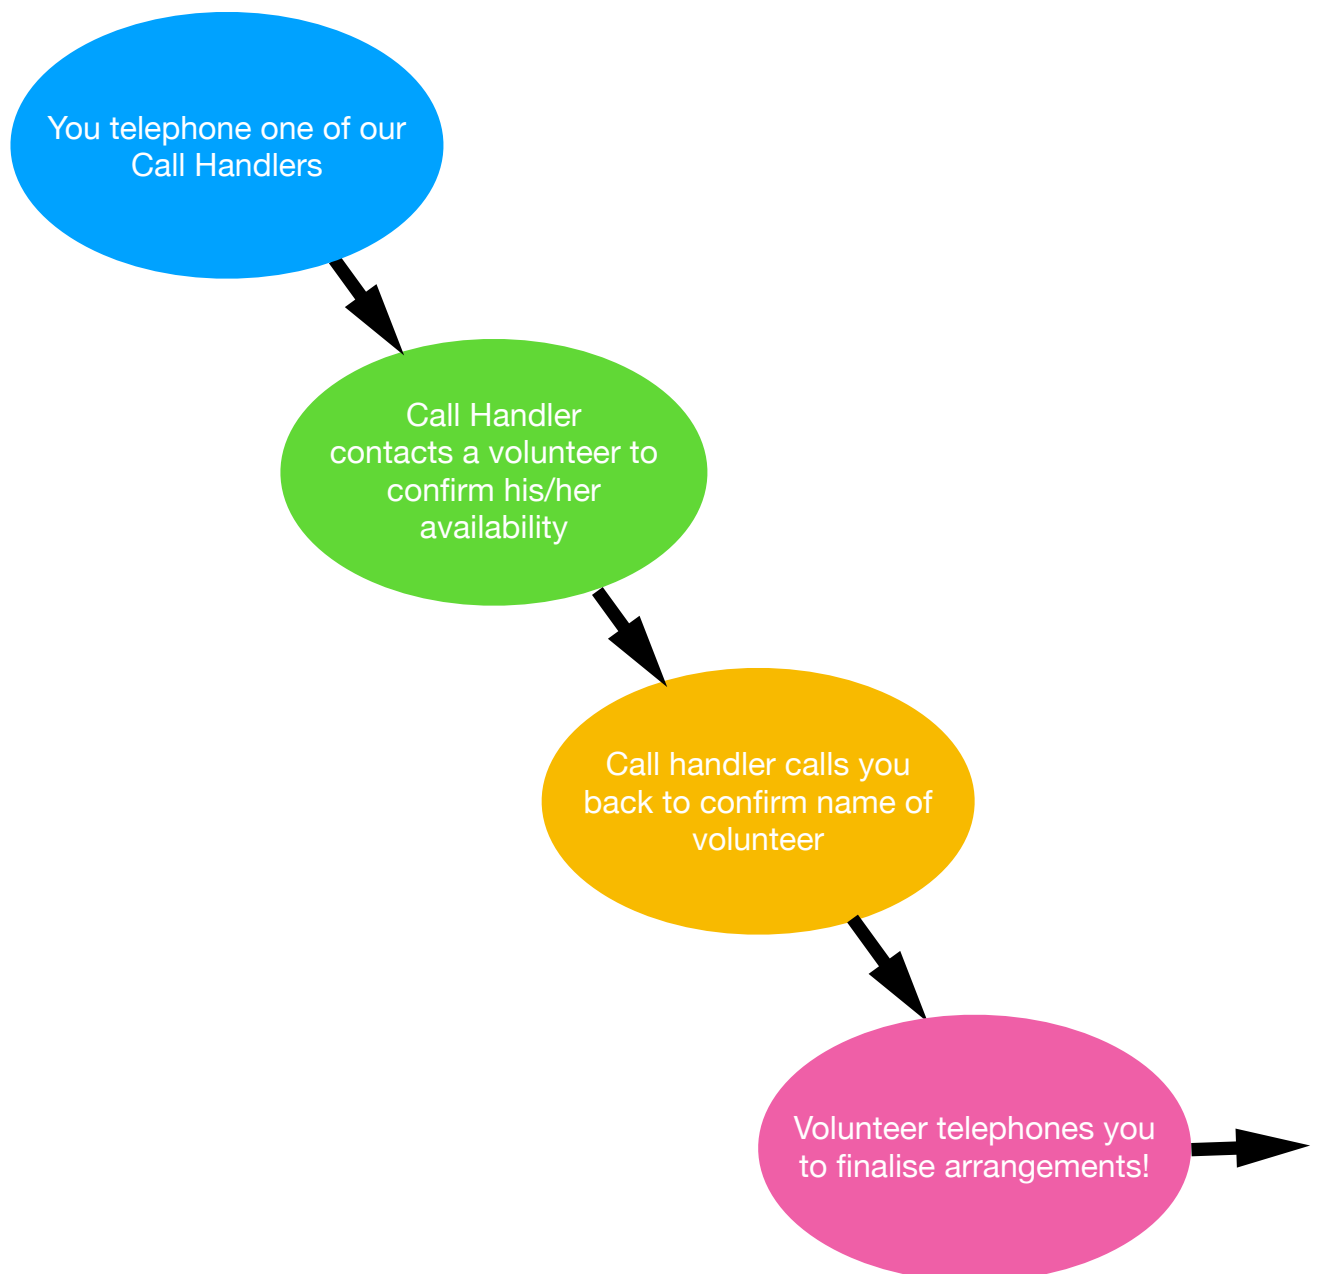 You telephone one of our
Call Handlers
Call Handler
contacts a volunteer to
confirm his/her
availability
Call handler calls you
back to confirm name of
volunteer
Volunteer telephones you
to finalise arrangements!